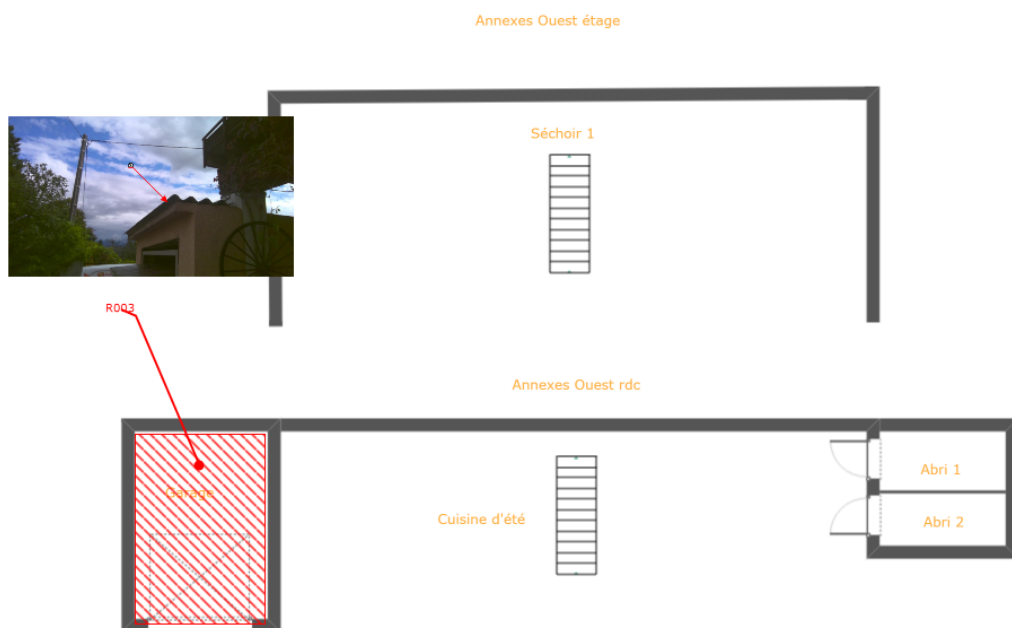 Annexes Ouest étage
Séchoir 1
R003
Annexes Ouest rdc
Garage
Abri 1
Cuisine d'été
Abri 2